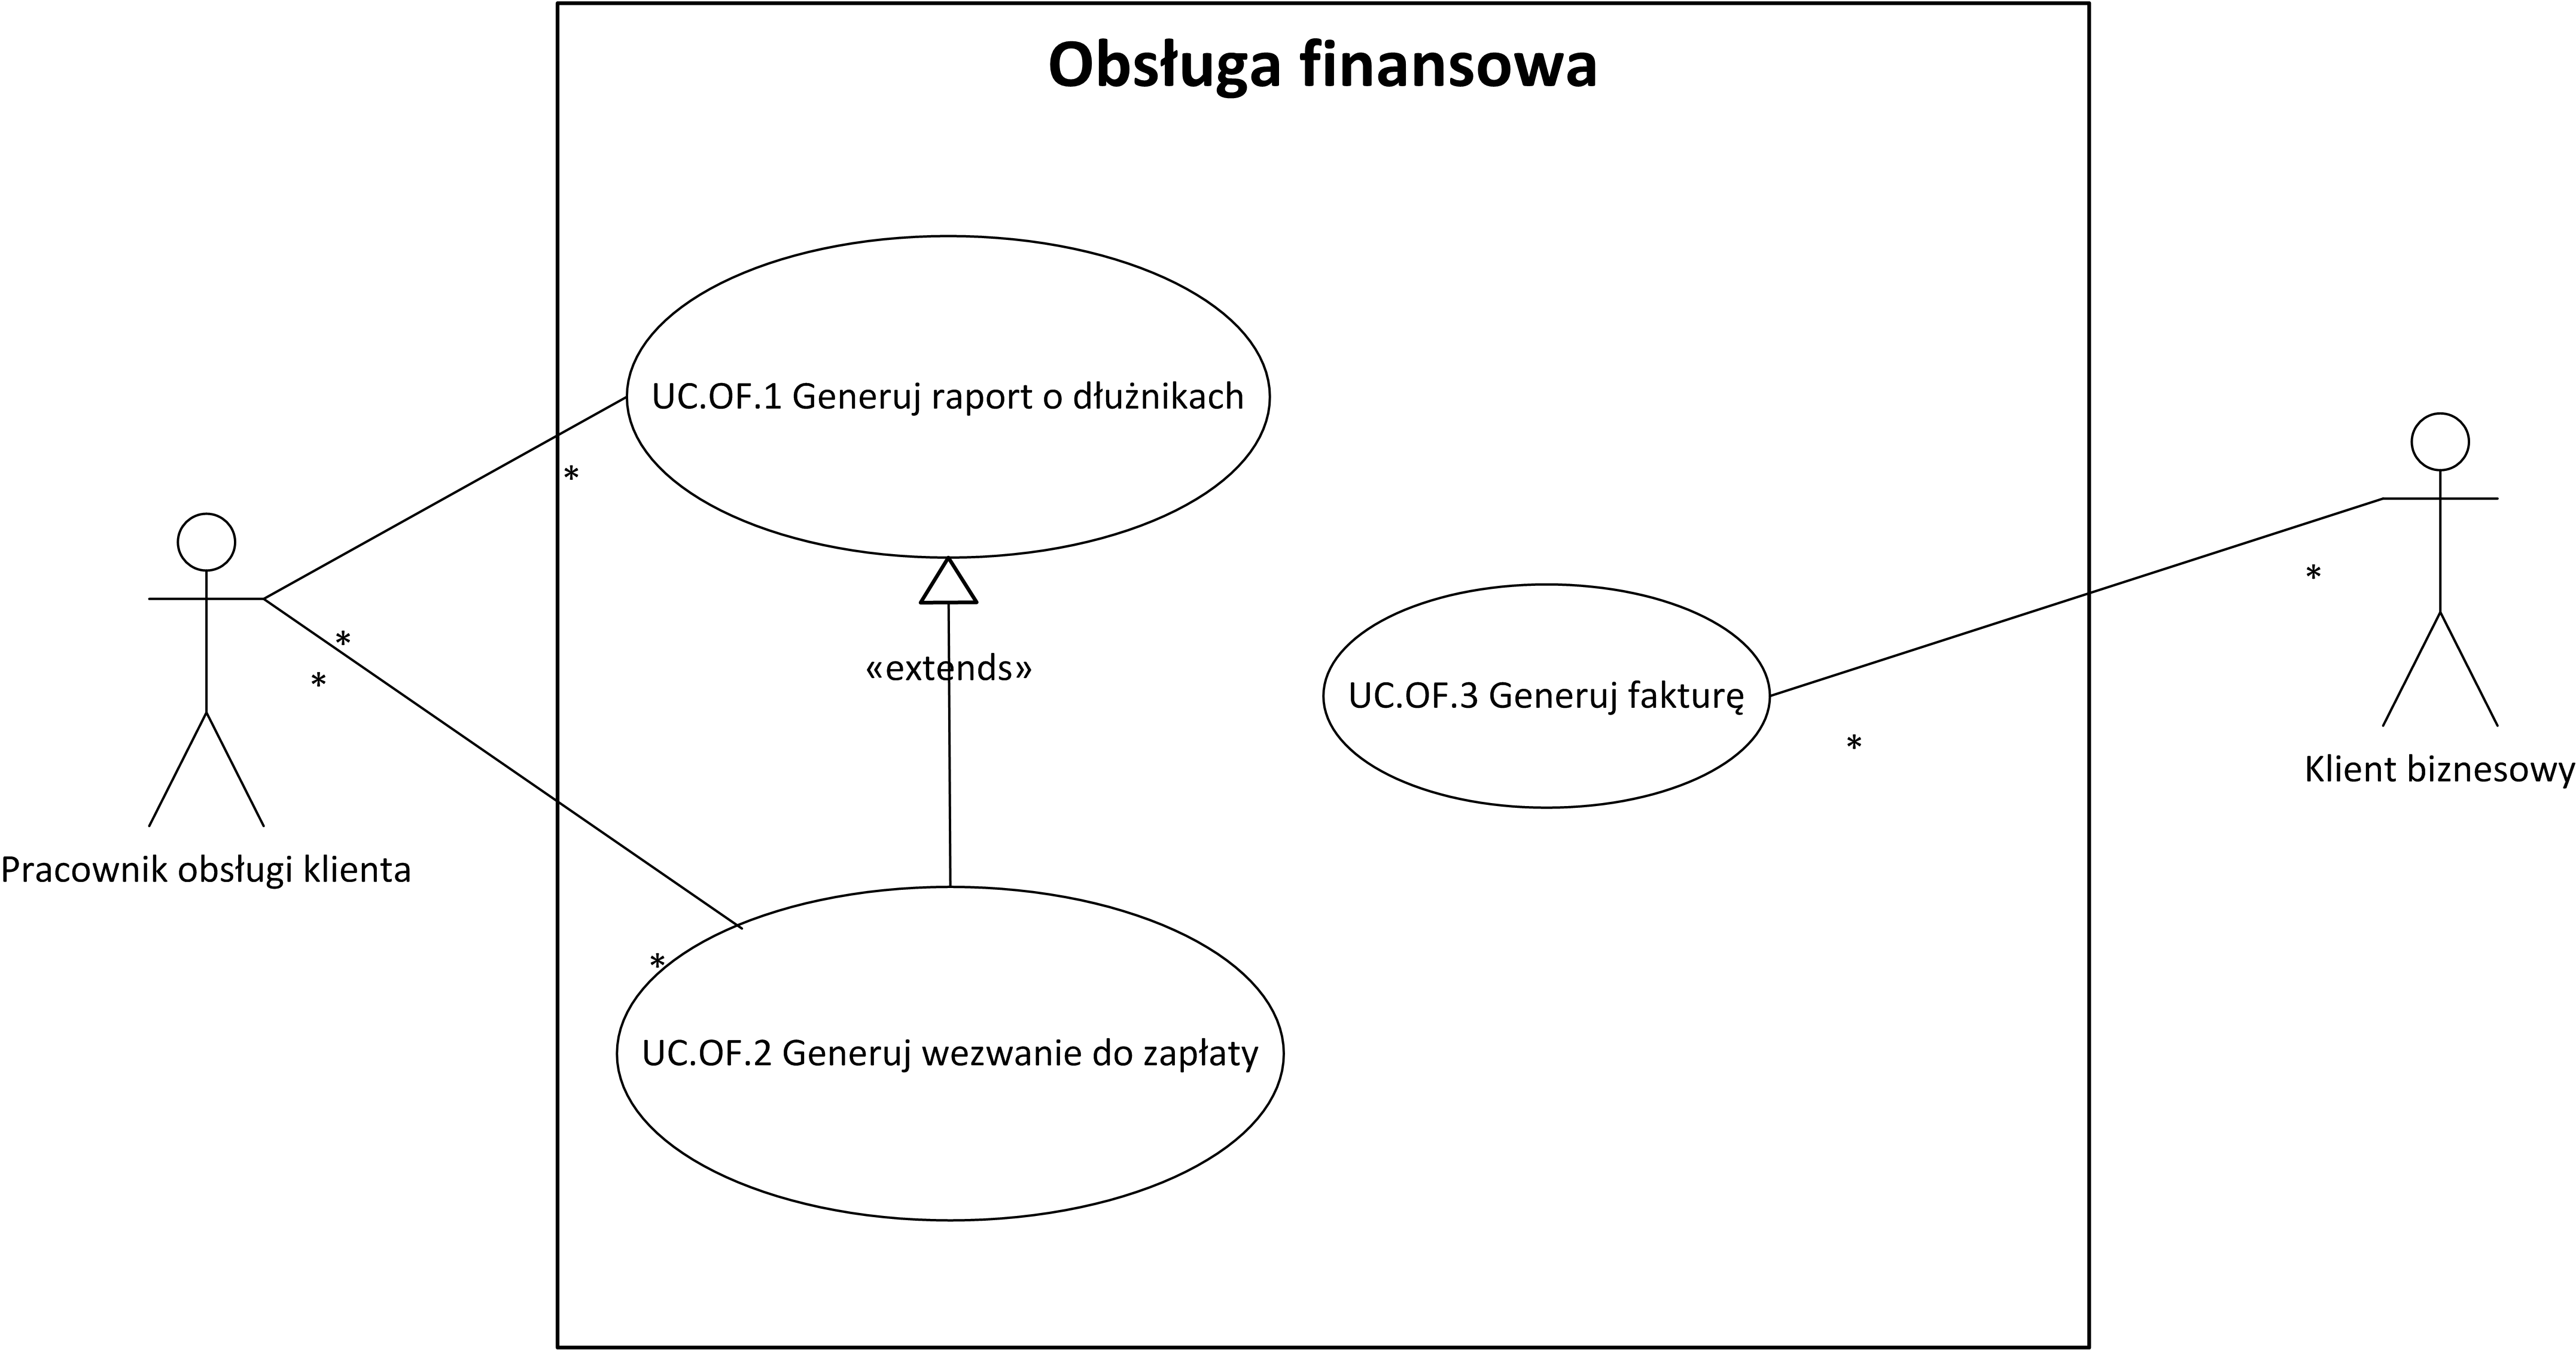 Obsługa finansowa
UC.OF.1 Generuj raport o dłużnikach
*
*
*
«extends»
*
UC.OF.3 Generuj fakturę
*
Klient biznesowy
Pracownik obsługi klienta
*
UC.OF.2 Generuj wezwanie do zapłaty